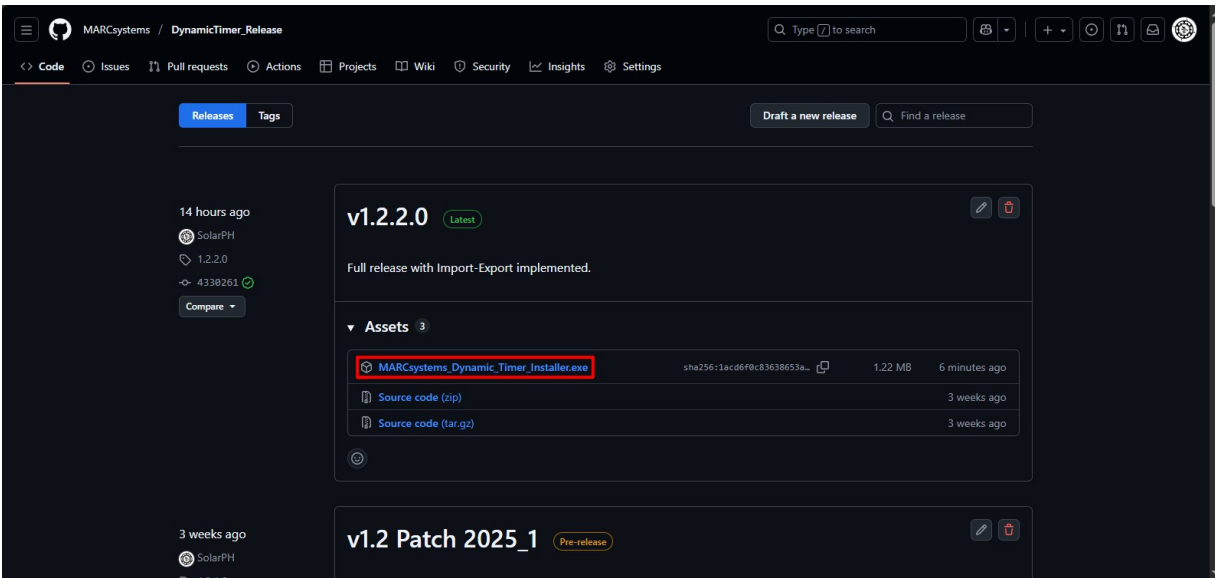 MARCsystems / DynamicTimer_Release
Type / to search
Code Issues Pull requests Actions Projects Wiki Security Insights Settings
Releases Tags
Draft a new release
Find a release
14 hours ago
SolarPH
1.2.2.0
4330261
Compare
v1.2.2.0 Latest
Full release with Import-Export implemented.
Assets 3
MARCsystems_Dynamic_Timer_Installer.exe sha256:1acd6f0c83638653a… 1.22 MB 6 minutes ago
Source code (zip) 3 weeks ago
Source code (tar.gz) 3 weeks ago
3 weeks ago
SolarPH
v1.2 Patch 2025_1 Pre-release